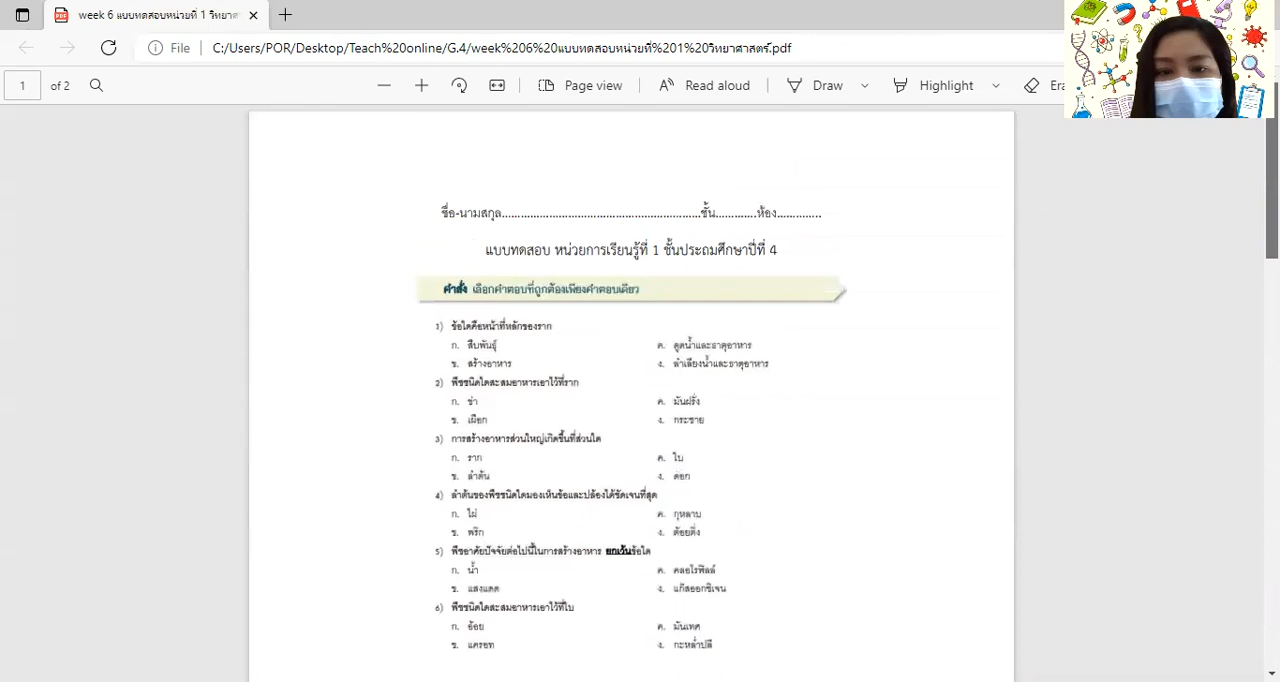 week 6 แบบทดสอบหน่วยที่ 1 วิทยาศ
File
C:/Users/POR/Desktop/Teach%20online/G.4/week%206%20แบบทดสอบหน่วยที่%201%20วิทยาศาสตร์.pdf
1 of 2
Page view
Read aloud
Draw
Highlight
Era
ชื่อ-นามสกุล..............................................................ชั้น.............ห้อง..............
แบบทดสอบ หน่วยการเรียนรู้ที่ 1 ชั้นประถมศึกษาปีที่ 4
คำสั่ง เลือกคำตอบที่ถูกต้องเพียงคำตอบเดียว
1) ข้อใดคือหน้าที่หลักของราก
ก. สืบพันธุ์ ค. ดูดน้ำและธาตุอาหาร
ข. สร้างอาหาร ง. ลำเลียงน้ำและธาตุอาหาร
2) พืชชนิดใดสะสมอาหารเอาไว้ที่ราก
ก. ข่า ค. มันฝรั่ง
ข. เผือก ง. กระชาย
3) การสร้างอาหารส่วนใหญ่เกิดขึ้นที่ส่วนใด
ก. ราก ค. ใบ
ข. ลำต้น ง. ดอก
4) ลำต้นของพืชชนิดใดมองเห็นข้อและปล้องได้ชัดเจนที่สุด
ก. ไผ่ ค. กุหลาบ
ข. พริก ง. ต้อยติ่ง
5) พืชอาศัยปัจจัยต่อไปนี้ในการสร้างอาหาร ยกเว้นข้อใด
ก. น้ำ ค. คลอโรฟิลล์
ข. แสงแดด ง. แก๊สออกซิเจน
6) พืชชนิดใดสะสมอาหารเอาไว้ที่ใบ
ก. อ้อย ค. มันเทศ
ข. แครอท ง. กะหล่ำปลี